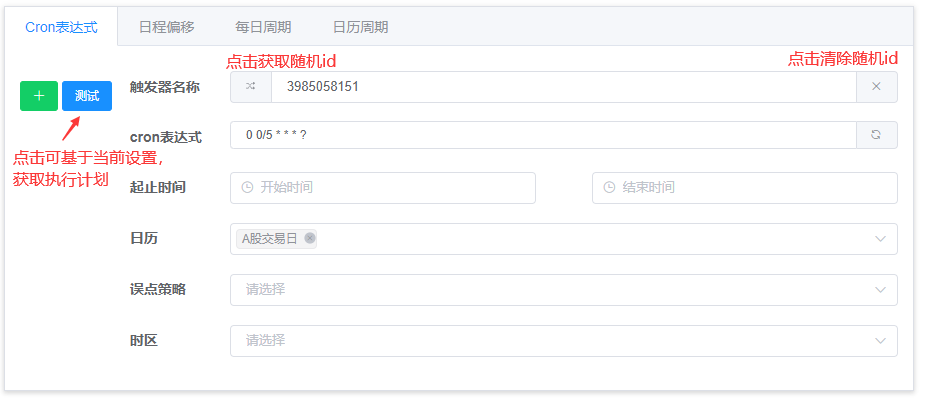 Cron表达式 日程偏移 每日周期 日历周期
点击获取随机id 点击清除随机id
触发器名称 3985058151
+ 测试
cron表达式 0 0/5 * * * ?
点击可基于当前设置，
获取执行计划
起止时间 开始时间 结束时间
日历 A股交易日
误点策略 请选择
时区 请选择